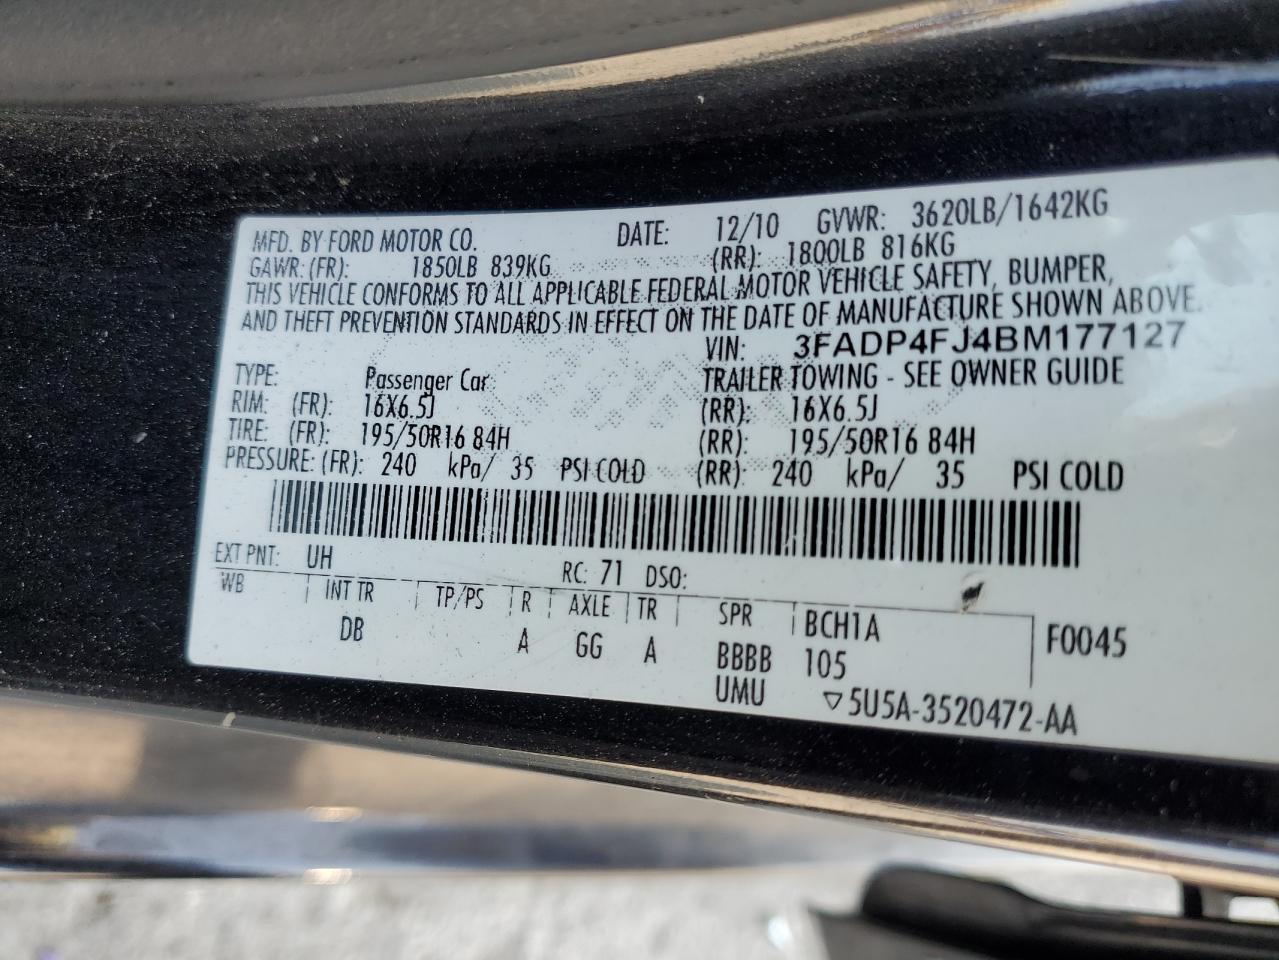 MFD. BY FORD MOTOR CO. DATE: 12/10 GVWR: 3620LB/1642KG
GAWR: (FR): 1850LB 839KG (RR): 1800LB 816KG
THIS VEHICLE CONFORMS TO ALL APPLICABLE FEDERAL MOTOR VEHICLE SAFETY, BUMPER,
AND THEFT PREVENTION STANDARDS IN EFFECT ON THE DATE OF MANUFACTURE SHOWN ABOVE.
VIN: 3FADP4FJ4BM177127
TYPE: Passenger Car TRAILER TOWING - SEE OWNER GUIDE
RIM: (FR): 16X6.5J (RR): 16X6.5J
TIRE: (FR): 195/50R16 84H (RR): 195/50R16 84H
PRESSURE: (FR): 240 kPa/ 35 PSI COLD (RR): 240 kPa/ 35 PSI COLD
EXT PNT: UH RC: 71 DSO:
WB INT TR TP/PS R AXLE TR SPR BCH1A F0045
DB A GG A BBBB 105
UMU ▽5U5A-3520472-AA